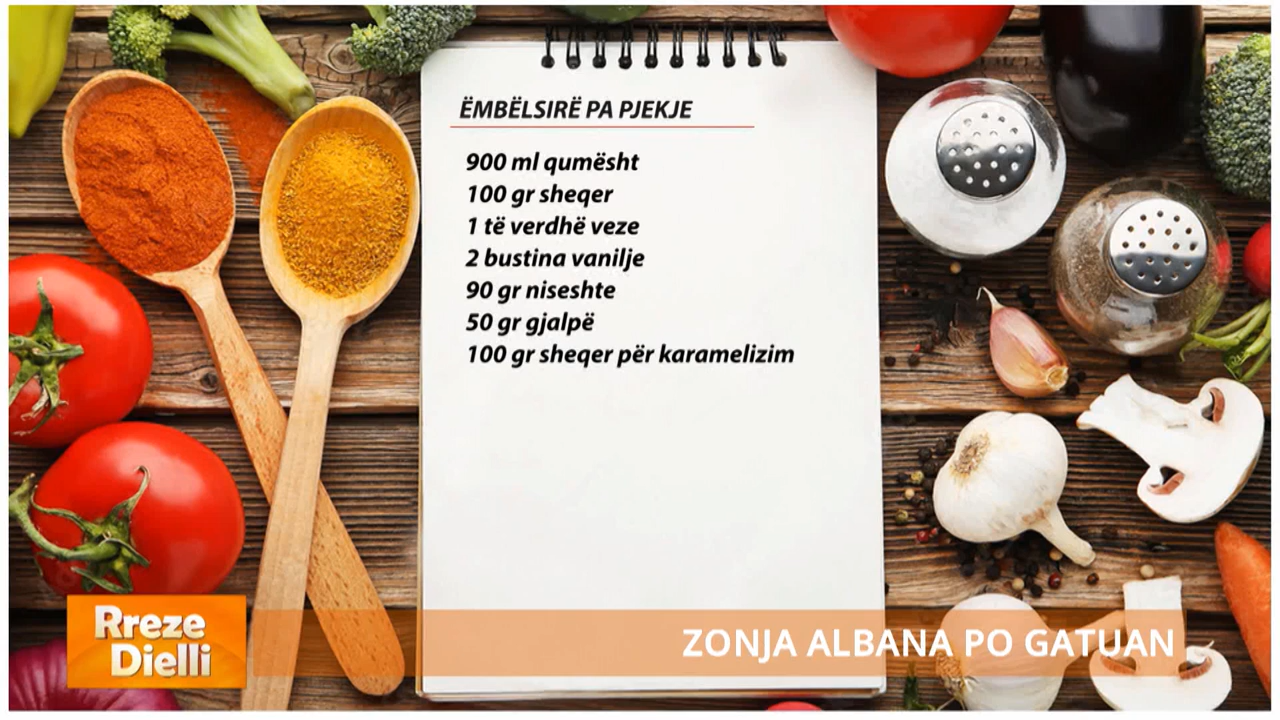 ËMBËLSIRË PA PJEKJE
900 ml qumësht
100 gr sheqer
1 të verdhë veze
2 bustina vanilje
90 gr niseshte
50 gr gjalpë
100 gr sheqer për karamelizim
Rreze
Dielli
ZONJA ALBANA PO GATUAN